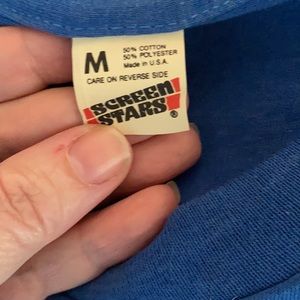 M
50% COTTON
50% POLYESTER
Made in U.S.A.
CARE ON REVERSE SIDE
SCREEN
STARS®